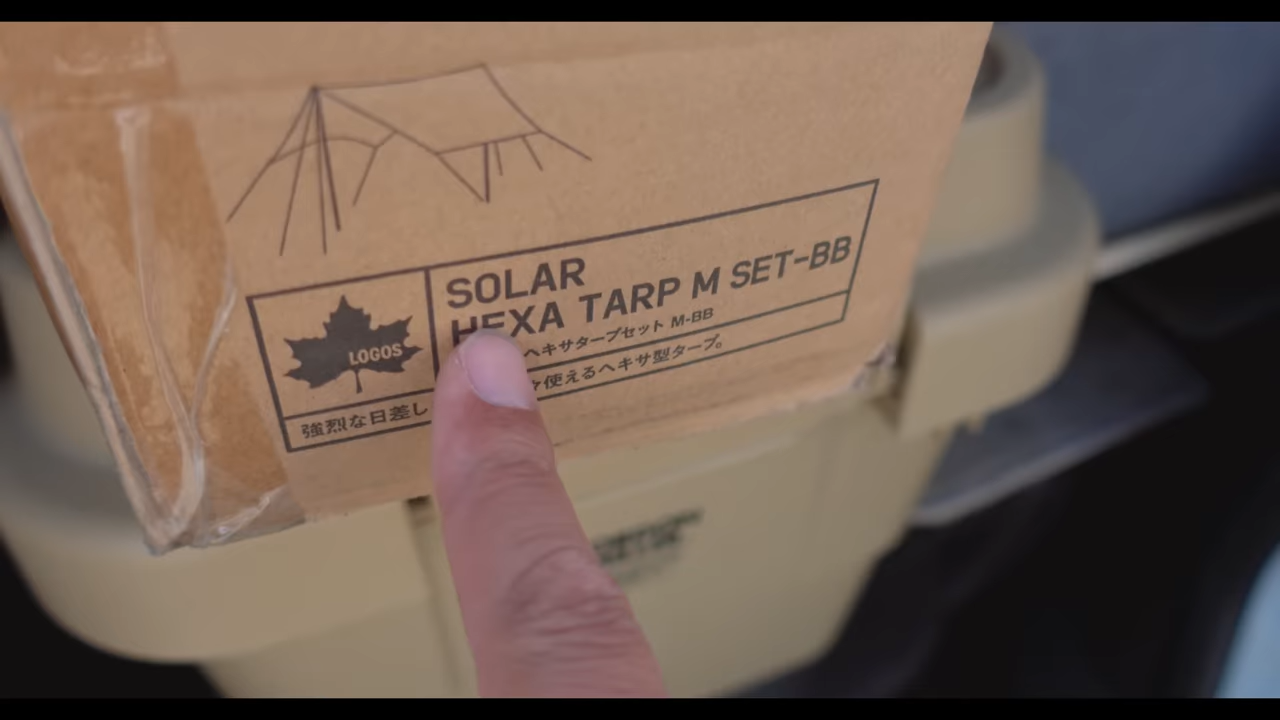 SOLAR
HEXA TARP M SET-BB
ヘキサタープセット M-BB
LOGOS
強烈な日差し 使えるヘキサ型タープ。